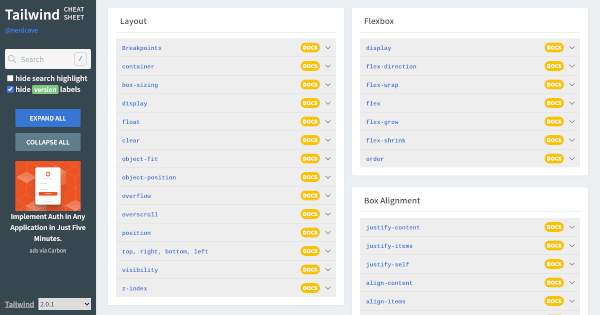 Tailwind CHEAT SHEET
@nerdcave
Search /
hide search highlight
hide version labels
EXPAND ALL
COLLAPSE ALL
Implement Auth in Any
Application in Just Five
Minutes.
ads via Carbon
Tailwind 2.0.1
Layout
Breakpoints DOCS
container DOCS
box-sizing DOCS
display DOCS
float DOCS
clear DOCS
object-fit DOCS
object-position DOCS
overflow DOCS
overscroll DOCS
position DOCS
top, right, bottom, left DOCS
visibility DOCS
z-index DOCS
Flexbox
display DOCS
flex-direction DOCS
flex-wrap DOCS
flex DOCS
flex-grow DOCS
flex-shrink DOCS
order DOCS
Box Alignment
justify-content DOCS
justify-items DOCS
justify-self DOCS
align-content DOCS
align-items DOCS